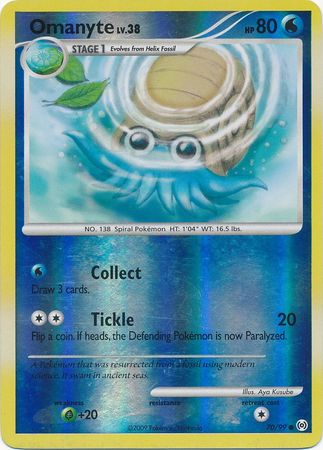 Omanyte LV.38 HP 80
STAGE 1 Evolves from Helix Fossil
NO. 138 Spiral Pokémon HT: 1'04" WT: 16.5 lbs.
Collect
Draw 3 cards.
Tickle 20
Flip a coin. If heads, the Defending Pokémon is now Paralyzed.
A Pokémon that was resurrected from a fossil using modern
science. It swam in ancient seas.
Illus. Aya Kusube
weakness resistance retreat cost
+20
©2009 Pokémon/Nintendo 70/99